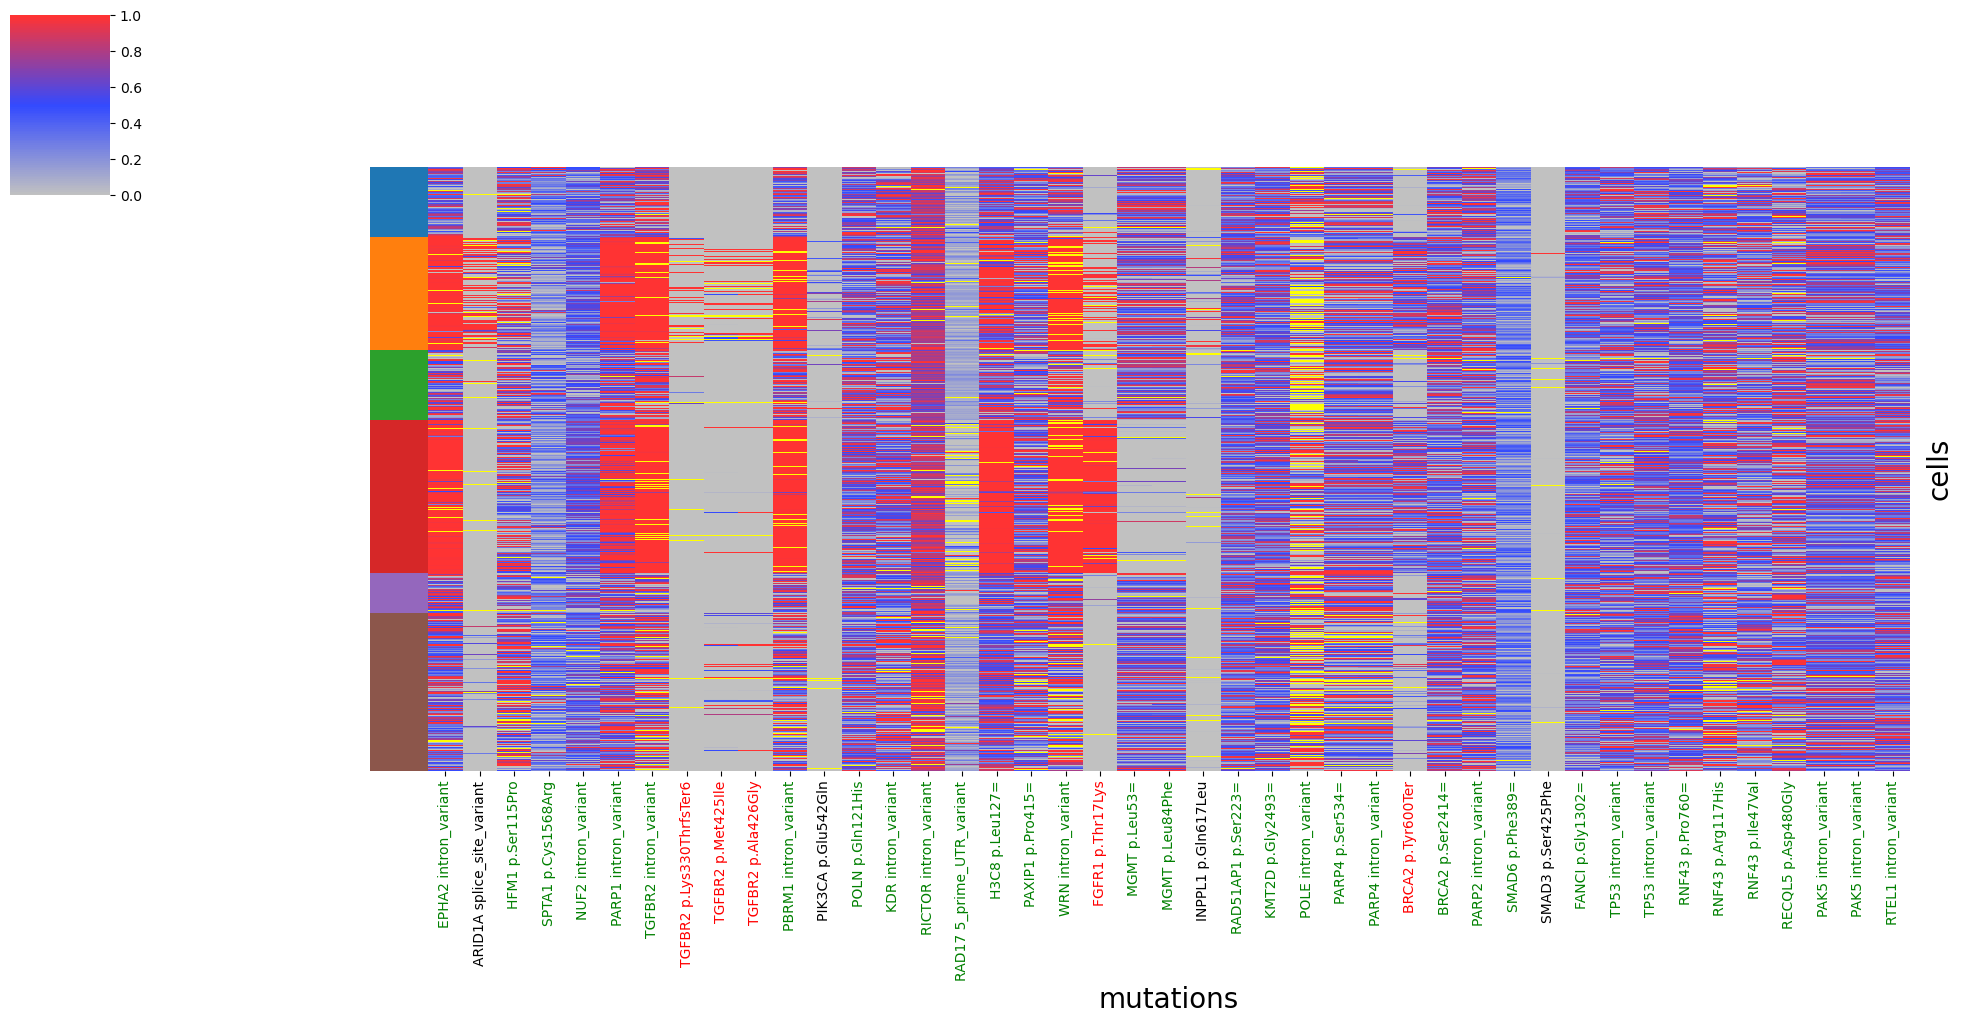 1.0
0.8
0.6
0.4
0.2
0.0
cells
EPHA2 intron_variant
ARID1A splice_site_variant
HFM1 p.Ser115Pro
SPTA1 p.Cys1568Arg
NUF2 intron_variant
PARP1 intron_variant
TGFBR2 intron_variant
TGFBR2 p.Lys330ThrfsTer6
TGFBR2 p.Met425Ile
TGFBR2 p.Ala426Gly
PBRM1 intron_variant
PIK3CA p.Glu542Gln
POLN p.Gln121His
KDR intron_variant
RICTOR intron_variant
RAD17 5_prime_UTR_variant
H3C8 p.Leu127=
PAXIP1 p.Pro415=
WRN intron_variant
FGFR1 p.Thr17Lys
MGMT p.Leu53=
MGMT p.Leu84Phe
INPPL1 p.Gln617Leu
RAD51AP1 p.Ser223=
KMT2D p.Gly2493=
POLE intron_variant
PARP4 p.Ser534=
PARP4 intron_variant
BRCA2 p.Tyr600Ter
BRCA2 p.Ser2414=
PARP2 intron_variant
SMAD6 p.Phe389=
SMAD3 p.Ser425Phe
FANCI p.Gly1302=
TP53 intron_variant
TP53 intron_variant
RNF43 p.Pro760=
RNF43 p.Arg117His
RNF43 p.Ile47Val
RECQL5 p.Asp480Gly
PAK5 intron_variant
PAK5 intron_variant
RTEL1 intron_variant
mutations